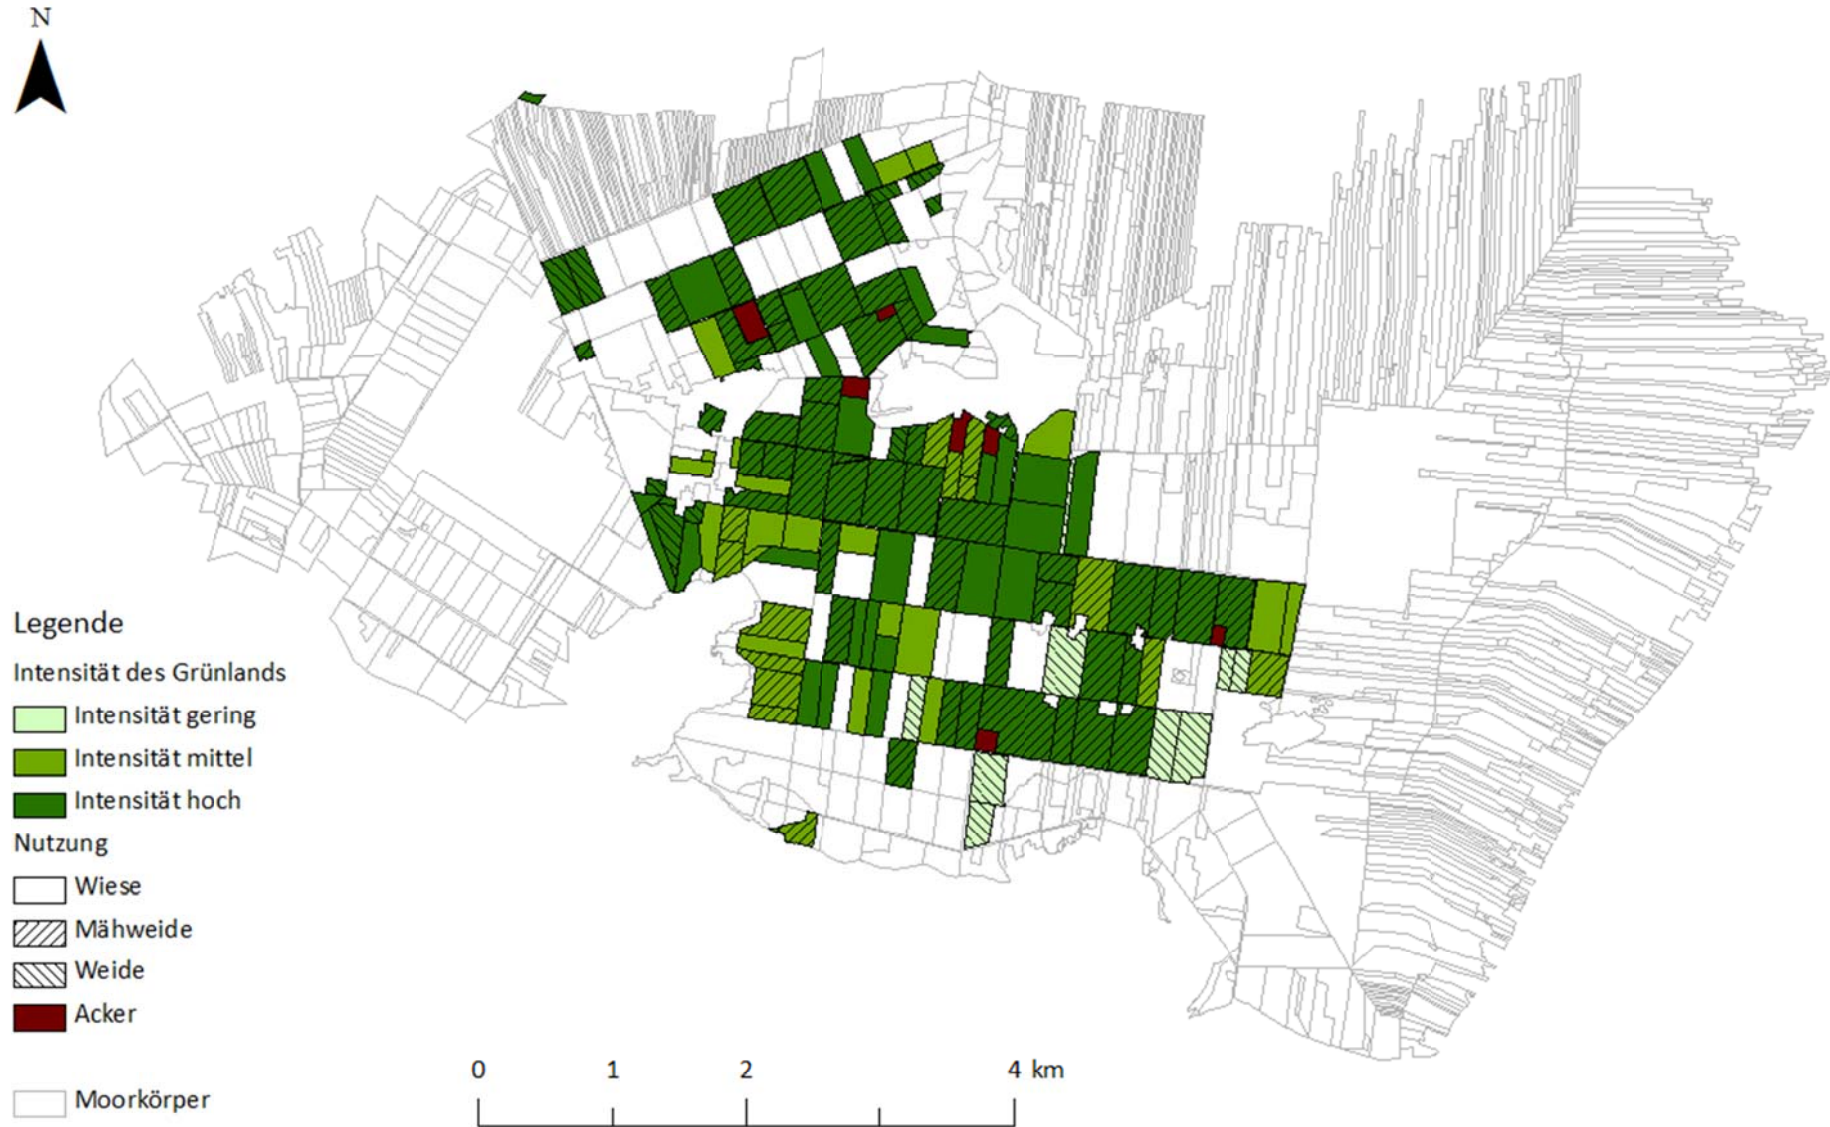 N
Legende
Intensität des Grünlands
Intensität gering
Intensität mittel
Intensität hoch
Nutzung
Wiese
Mähweide
Weide
Acker
Moorkörper
0 1 2 4 km